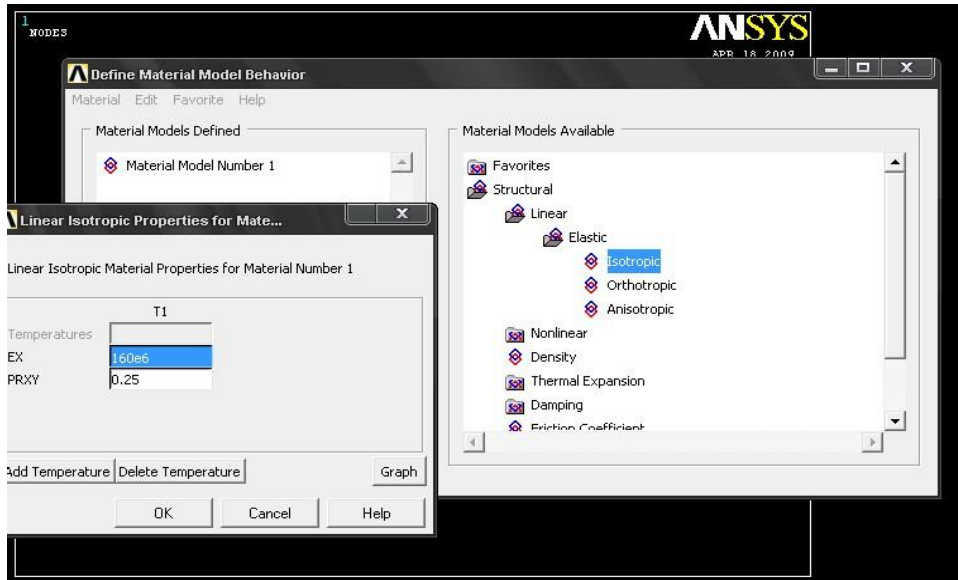 1
NODES
ANSYS
APR 18 2009
Define Material Model Behavior
Material Edit Favorite Help
Material Models Defined
Material Model Number 1
Material Models Available
Favorites
Structural
Linear
Elastic
Isotropic
Orthotropic
Anisotropic
Nonlinear
Density
Thermal Expansion
Damping
Friction Coefficient
Linear Isotropic Properties for Mate...
Linear Isotropic Material Properties for Material Number 1
T1
Temperatures
EX 160e6
PRXY 0.25
Add Temperature Delete Temperature Graph
OK Cancel Help